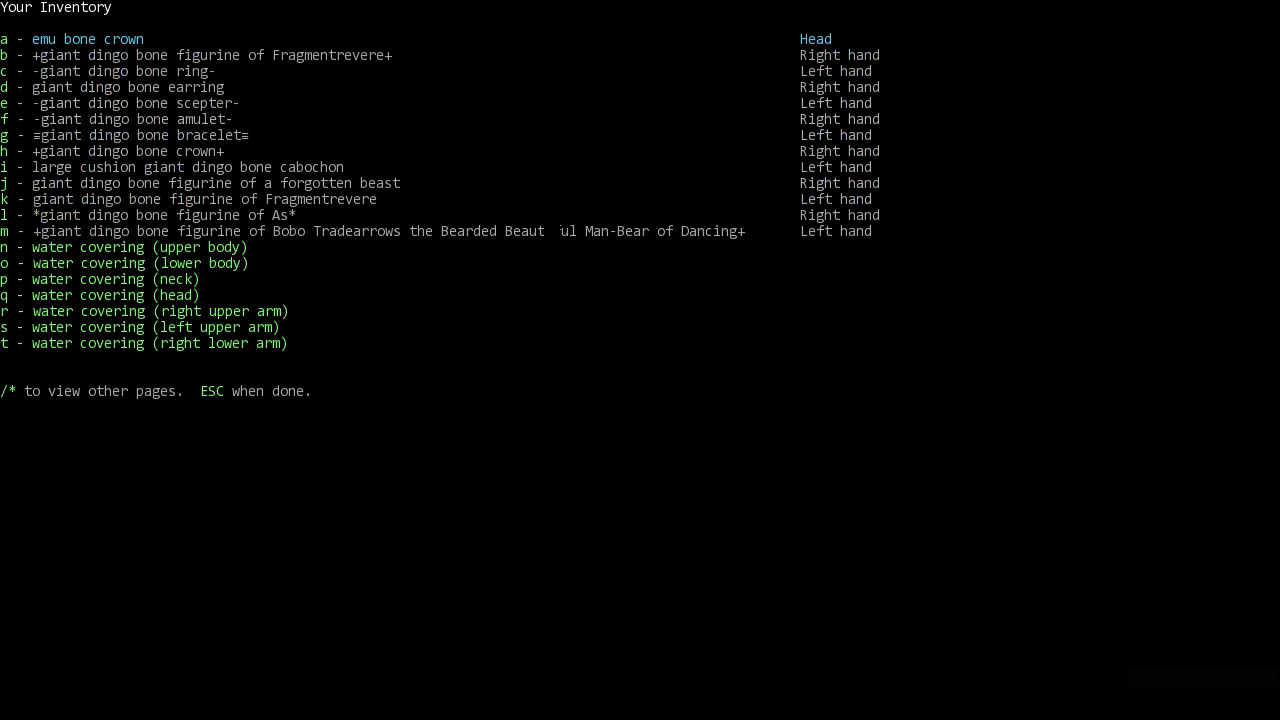 Your Inventory
a - emu bone crown Head
b - +giant dingo bone figurine of Fragmentrevere+ Right hand
c - -giant dingo bone ring- Left hand
d - giant dingo bone earring Right hand
e - -giant dingo bone scepter- Left hand
f - -giant dingo bone amulet- Right hand
g - ≡giant dingo bone bracelet≡ Left hand
h - +giant dingo bone crown+ Right hand
i - large cushion giant dingo bone cabochon Left hand
j - giant dingo bone figurine of a forgotten beast Right hand
k - giant dingo bone figurine of Fragmentrevere Left hand
l - *giant dingo bone figurine of As* Right hand
m - +giant dingo bone figurine of Bobo Tradearrows the Bearded Beaut ul Man-Bear of Dancing+ Left hand
n - water covering (upper body)
o - water covering (lower body)
p - water covering (neck)
q - water covering (head)
r - water covering (right upper arm)
s - water covering (left upper arm)
t - water covering (right lower arm)
/* to view other pages. ESC when done.